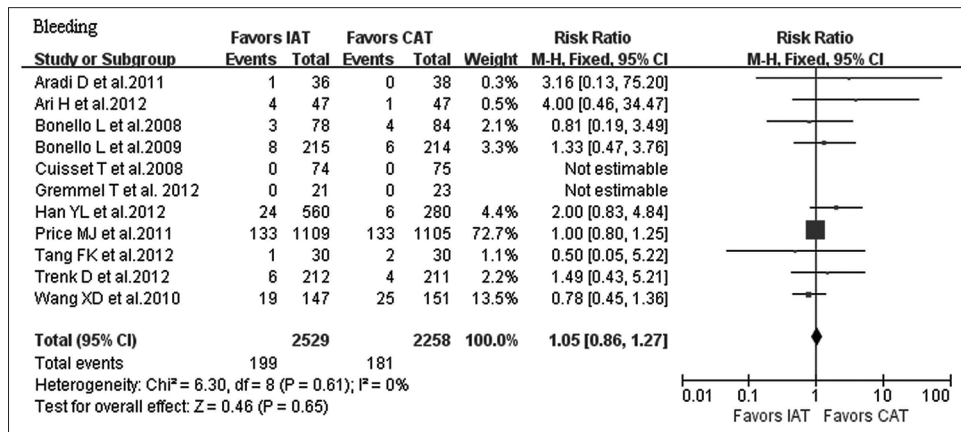 Bleeding
Favors IAT Favors CAT Risk Ratio Risk Ratio
Study or Subgroup Events Total Events Total Weight M-H, Fixed, 95% CI M-H, Fixed, 95% CI
Aradi D et al.2011 1 36 0 38 0.3% 3.16 [0.13, 75.20]
Ari H et al.2012 4 47 1 47 0.5% 4.00 [0.46, 34.47]
Bonello L et al.2008 3 78 4 84 2.1% 0.81 [0.19, 3.49]
Bonello L et al.2009 8 215 6 214 3.3% 1.33 [0.47, 3.76]
Cuisset T et al.2008 0 74 0 75 Not estimable
Gremmel T et al. 2012 0 21 0 23 Not estimable
Han YL et al.2012 24 560 6 280 4.4% 2.00 [0.83, 4.84]
Price MJ et al.2011 133 1109 133 1105 72.7% 1.00 [0.80, 1.25]
Tang FK et al.2012 1 30 2 30 1.1% 0.50 [0.05, 5.22]
Trenk D et al.2012 6 212 4 211 2.2% 1.49 [0.43, 5.21]
Wang XD et al.2010 19 147 25 151 13.5% 0.78 [0.45, 1.36]
Total (95% CI) 2529 2258 100.0% 1.05 [0.86, 1.27]
Total events 199 181
Heterogeneity: Chi² = 6.30, df = 8 (P = 0.61); I² = 0%
Test for overall effect: Z = 0.46 (P = 0.65)
0.01 0.1 1 10 100
Favors IAT Favors CAT